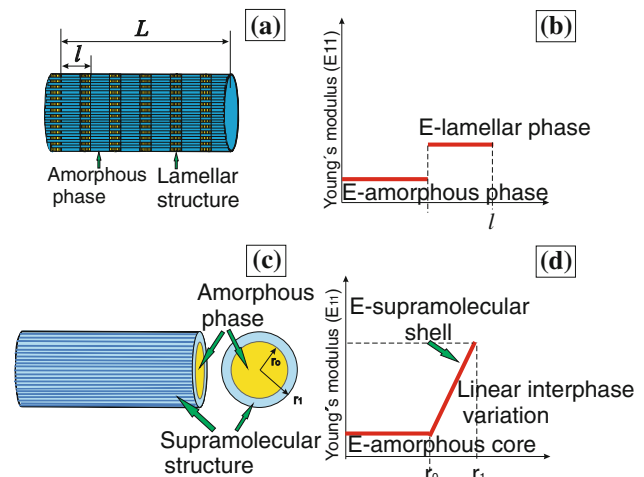 L
(a)
l
Amorphous
phase
Lamellar
structure
(b)
Young´s modulus (E11)
E-lamellar phase
E-amorphous phase
l
(c)
Amorphous
phase
r0
r1
Supramolecular
structure
(d)
Young´s modulus (E11)
E-supramolecular
shell
Linear interphase
variation
E-amorphous core
r0
r1